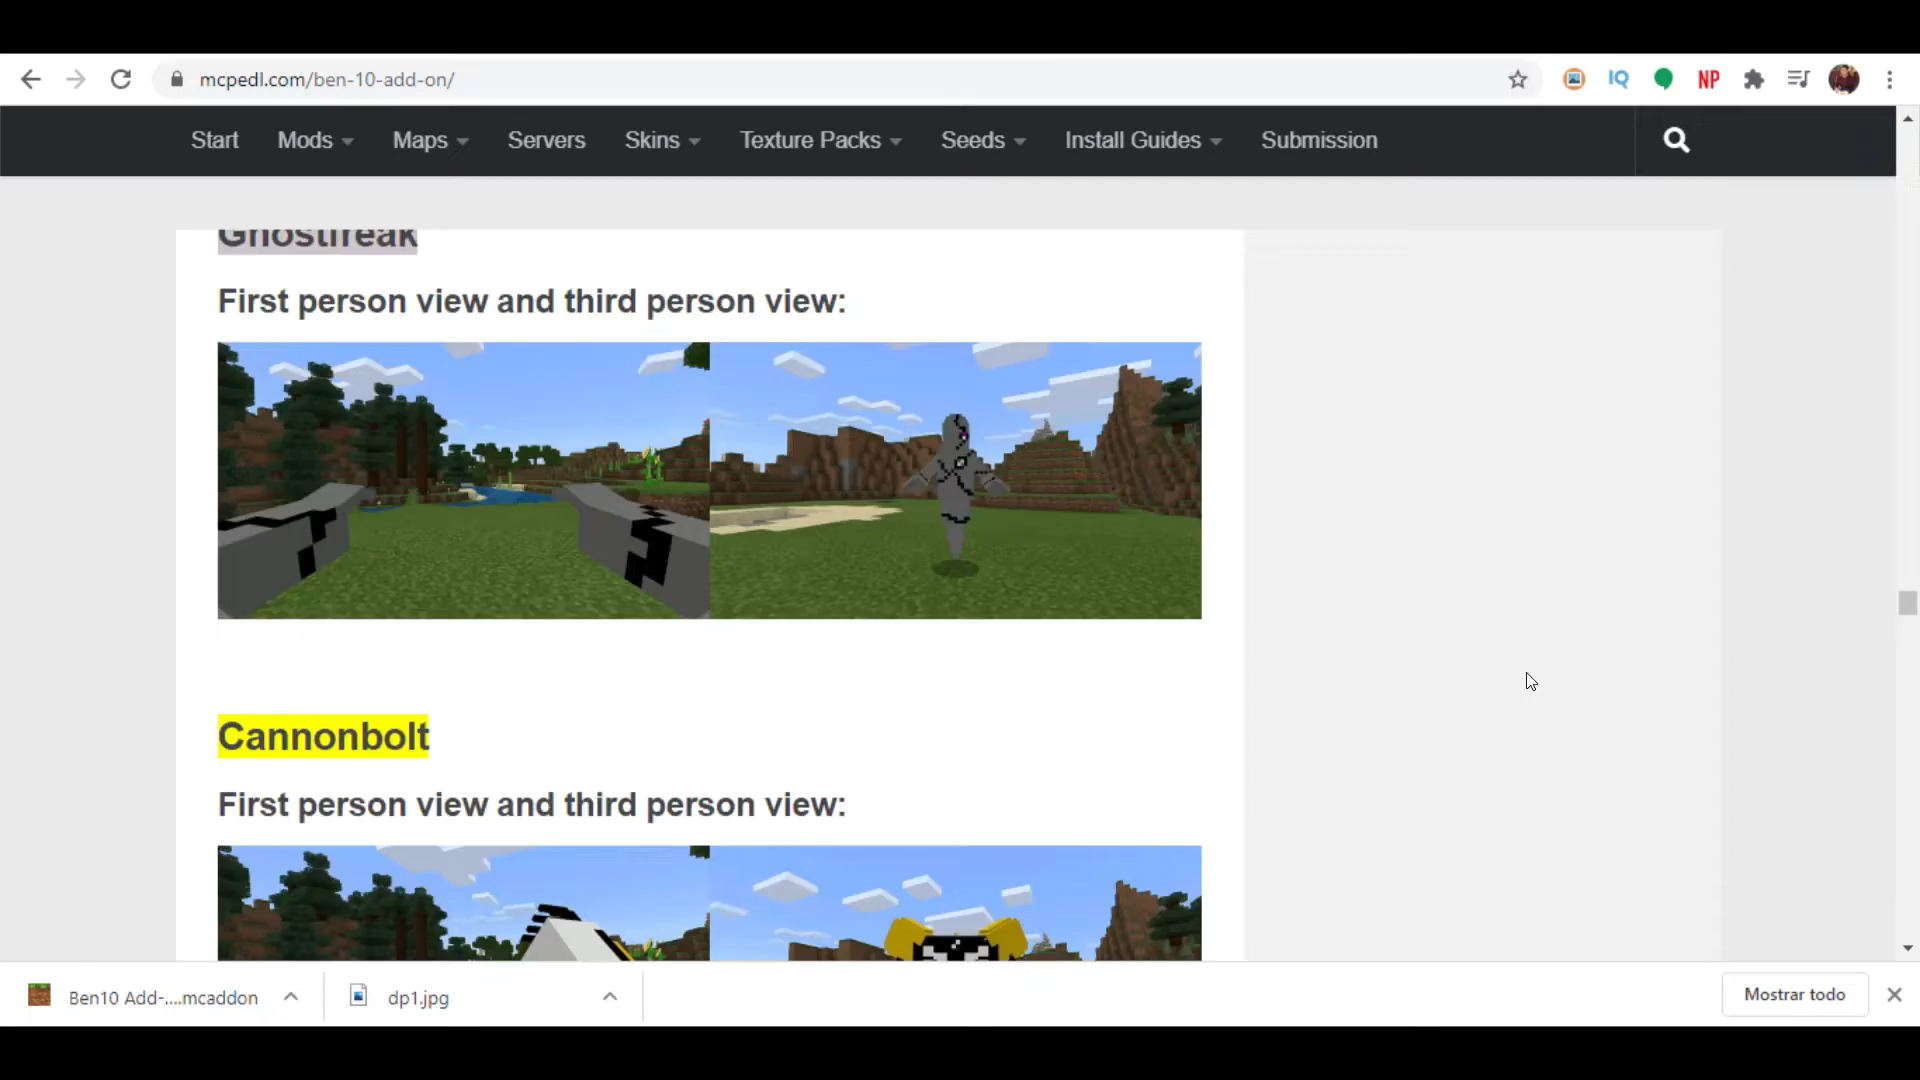 mcpedl.com/ben-10-add-on/
IQ
NP
Start Mods Maps Servers Skins Texture Packs Seeds Install Guides Submission
Ghostfreak
First person view and third person view:
Cannonbolt
First person view and third person view:
Ben10 Add-....mcaddon
dp1.jpg
Mostrar todo